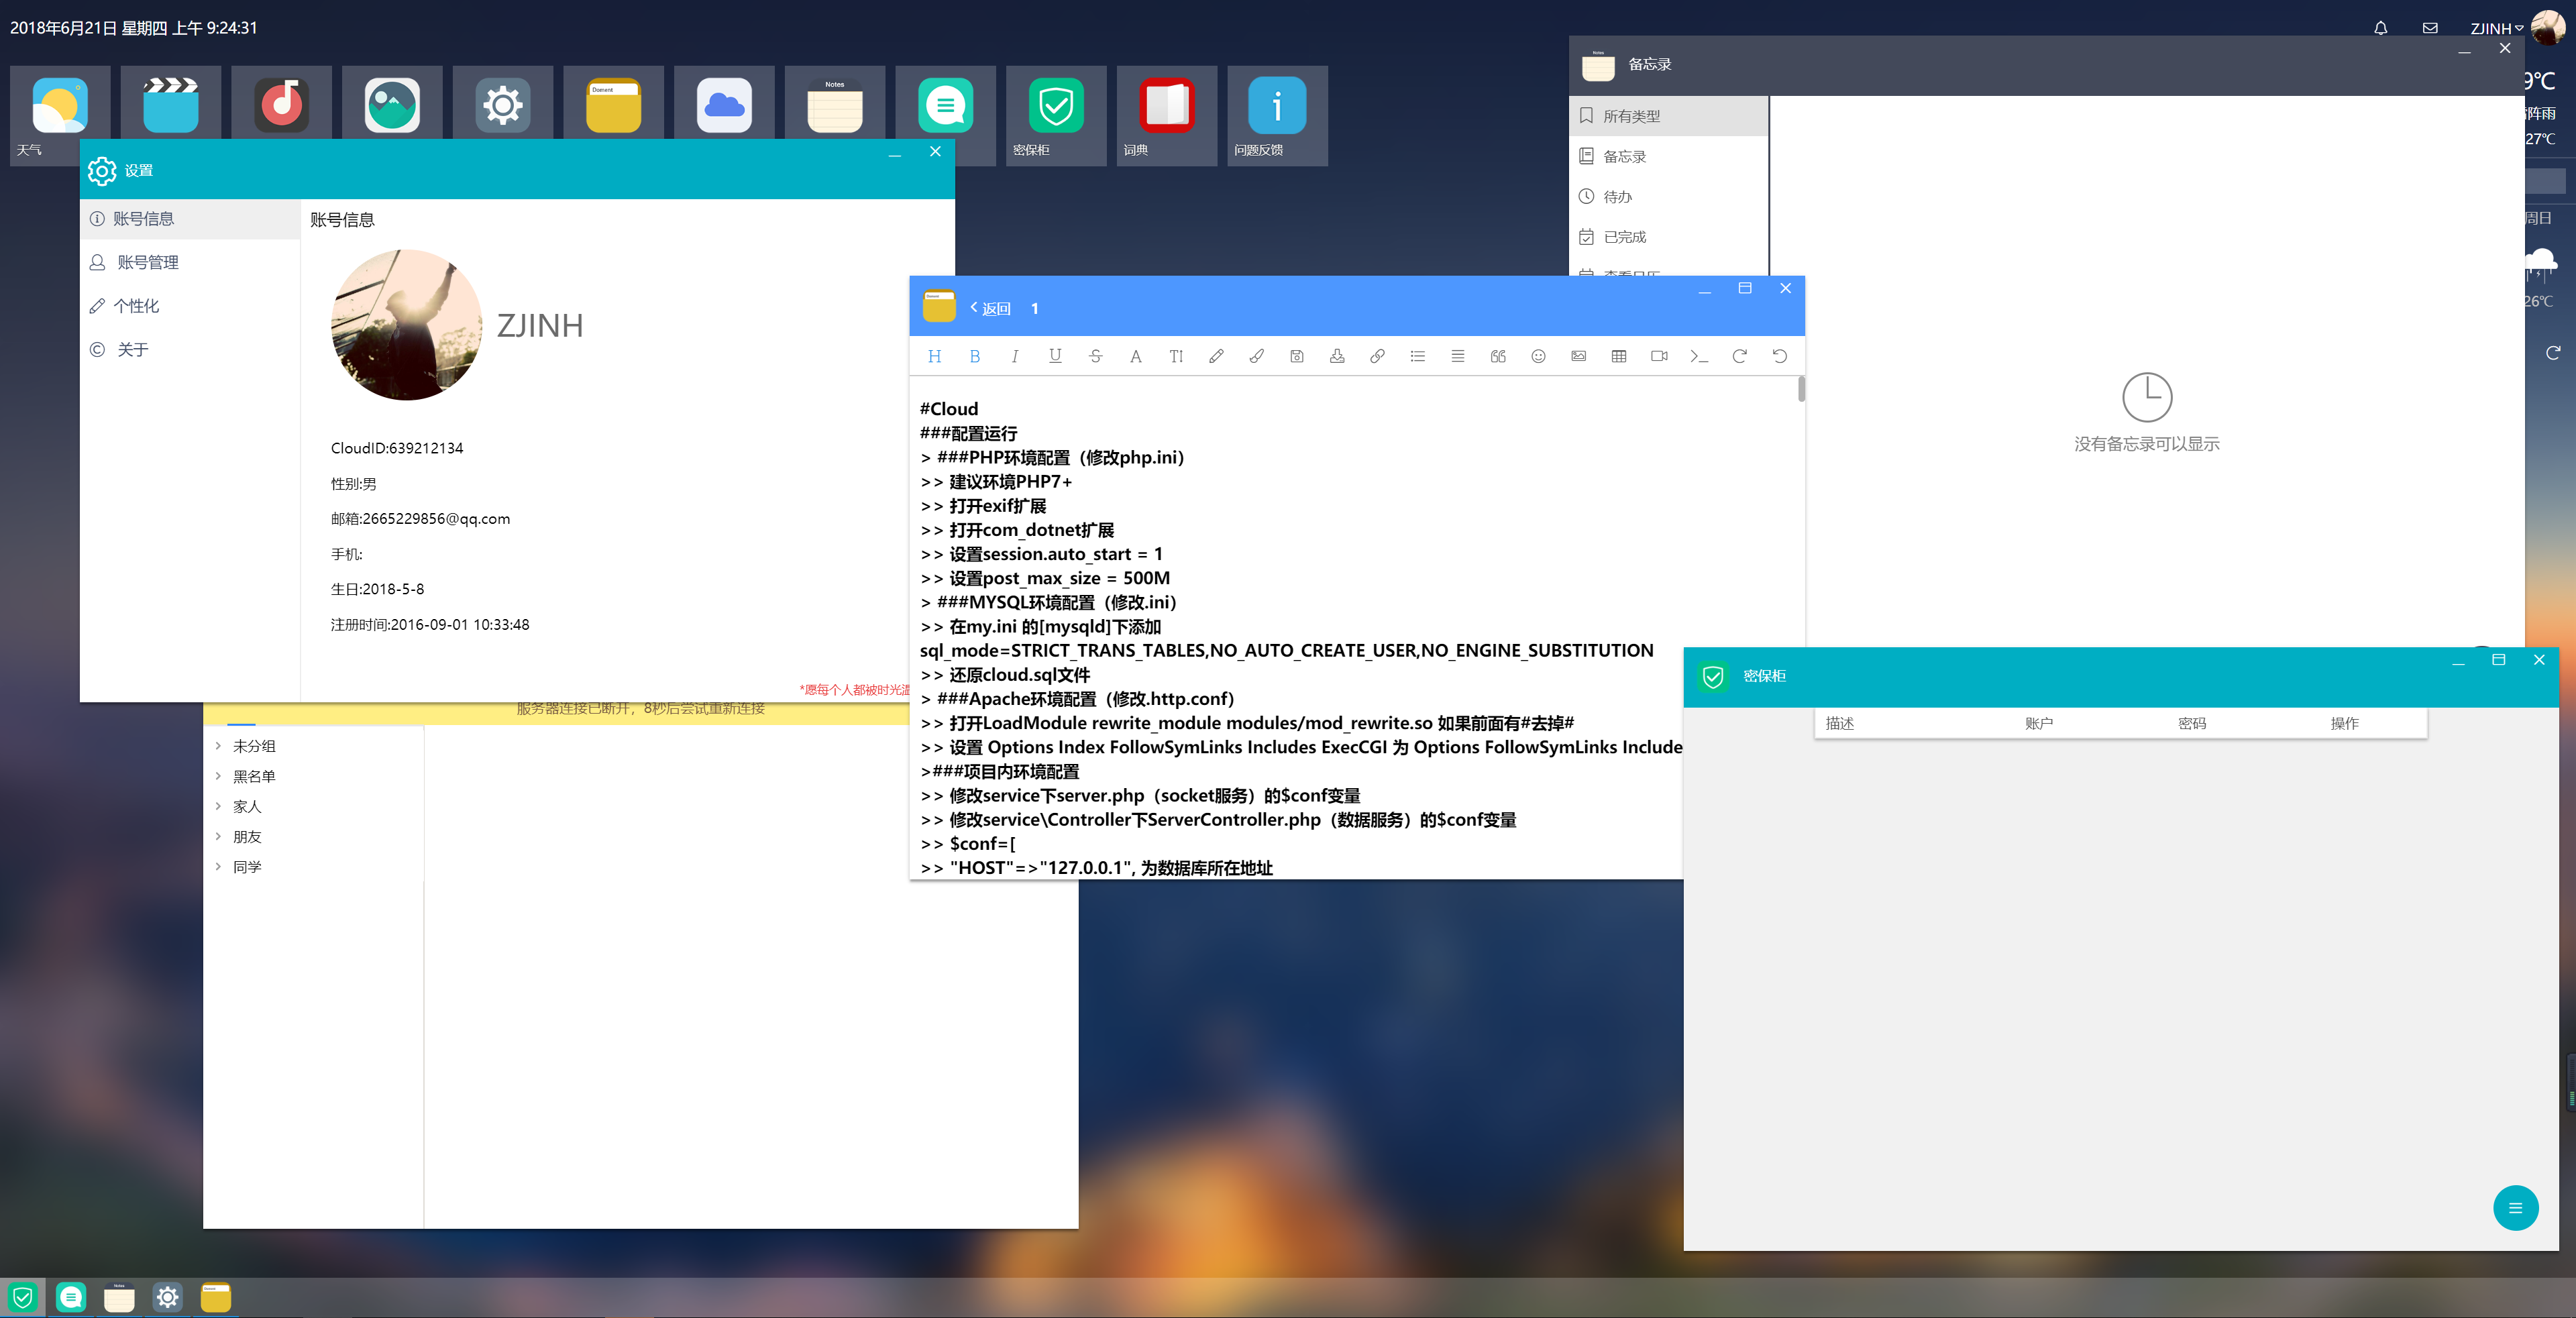 2018年6月21日 星期四 上午 9:24:31
ZJINH
天气
Doment
Notes
密保柜
词典
问题反馈
设置
账号信息
账号管理
个性化
关于
账号信息
ZJINH
CloudID:639212134
性别:男
邮箱:2665229856@qq.com
手机:
生日:2018-5-8
注册时间:2016-09-01 10:33:48
*愿每个人都被时光温
服务器连接已断开，8秒后尝试重新连接
未分组
黑名单
家人
朋友
同学
返回 1
H B I U S A TI
#Cloud
###配置运行
> ###PHP环境配置（修改php.ini）
>> 建议环境PHP7+
>> 打开exif扩展
>> 打开com_dotnet扩展
>> 设置session.auto_start = 1
>> 设置post_max_size = 500M
> ###MYSQL环境配置（修改.ini）
>> 在my.ini 的[mysqld]下添加
sql_mode=STRICT_TRANS_TABLES,NO_AUTO_CREATE_USER,NO_ENGINE_SUBSTITUTION
>> 还原cloud.sql文件
> ###Apache环境配置（修改.http.conf）
>> 打开LoadModule rewrite_module modules/mod_rewrite.so 如果前面有#去掉#
>> 设置 Options Index FollowSymLinks Includes ExecCGI 为 Options FollowSymLinks Include
>###项目内环境配置
>> 修改service下server.php（socket服务）的$conf变量
>> 修改service\Controller下ServerController.php（数据服务）的$conf变量
>> $conf=[
>> "HOST"=>"127.0.0.1", 为数据库所在地址
Notes
备忘录
所有类型
备忘录
待办
已完成
查看日历
没有备忘录可以显示
9℃
阵雨
27℃
周日
26℃
密保柜
描述 账户 密码 操作
Notes